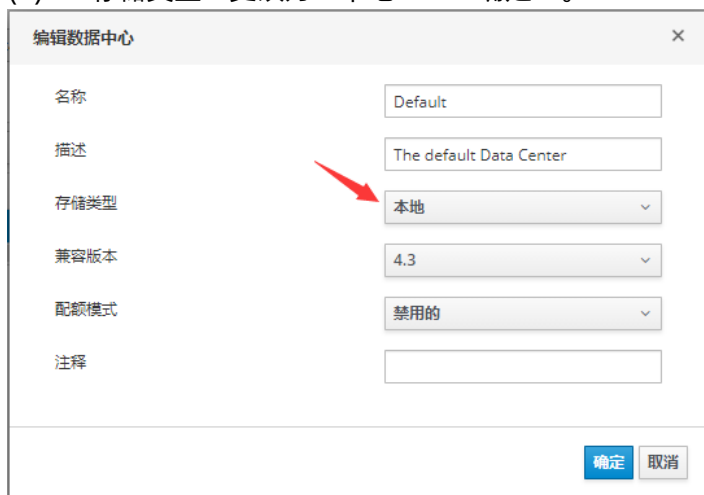 编辑数据中心 ×
名称 Default
描述 The default Data Center
存储类型 本地
兼容版本 4.3
配额模式 禁用的
注释
确定 取消